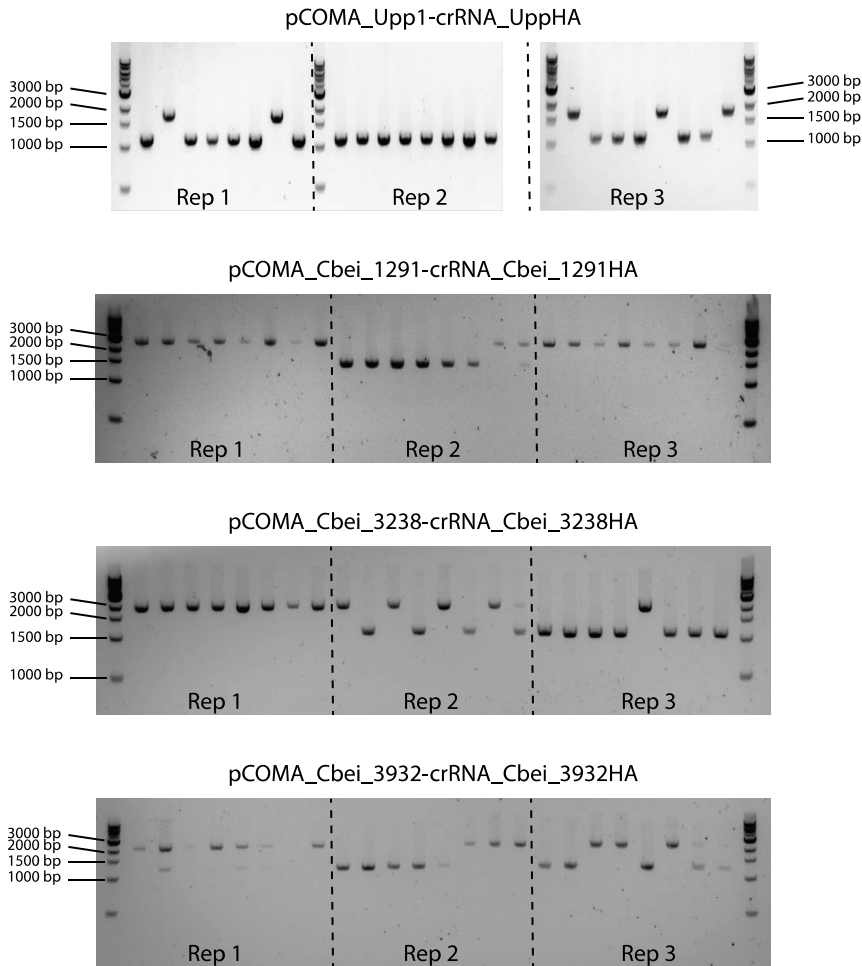 pCOMA_Upp1-crRNA_UppHA
3000 bp
2000 bp
1500 bp
1000 bp
3000 bp
2000 bp
1500 bp
1000 bp
Rep 1
Rep 2
Rep 3
pCOMA_Cbei_1291-crRNA_Cbei_1291HA
3000 bp
2000 bp
1500 bp
1000 bp
Rep 1
Rep 2
Rep 3
pCOMA_Cbei_3238-crRNA_Cbei_3238HA
3000 bp
2000 bp
1500 bp
1000 bp
Rep 1
Rep 2
Rep 3
pCOMA_Cbei_3932-crRNA_Cbei_3932HA
3000 bp
2000 bp
1500 bp
1000 bp
Rep 1
Rep 2
Rep 3